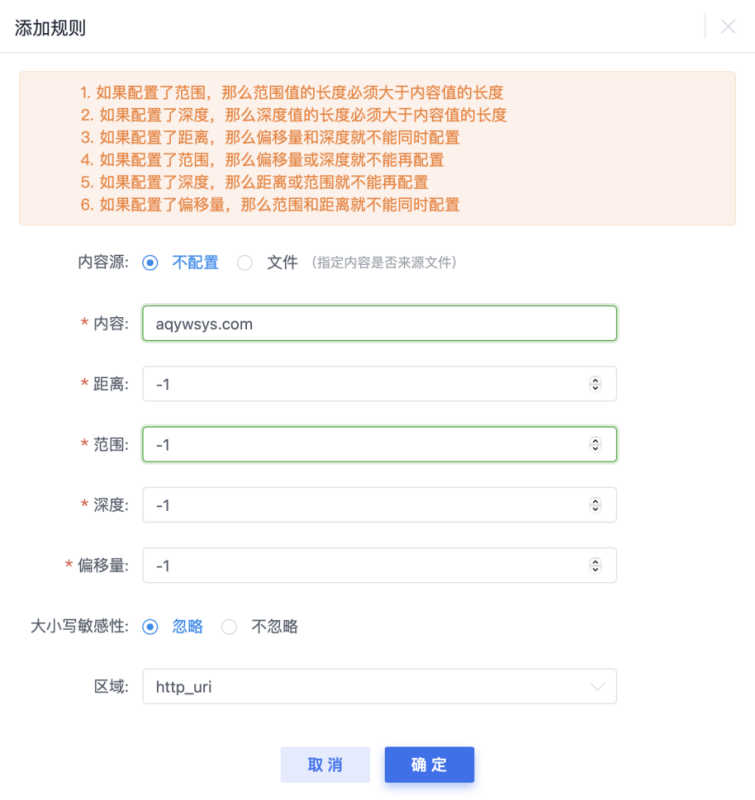 添加规则
1. 如果配置了范围，那么范围值的长度必须大于内容值的长度
2. 如果配置了深度，那么深度值的长度必须大于内容值的长度
3. 如果配置了距离，那么偏移量和深度就不能同时配置
4. 如果配置了范围，那么偏移量或深度就不能再配置
5. 如果配置了深度，那么距离或范围就不能再配置
6. 如果配置了偏移量，那么范围和距离就不能同时配置
内容源: 不配置 文件 (指定内容是否来源文件)
* 内容: aqywsys.com
* 距离: -1
* 范围: -1
* 深度: -1
* 偏移量: -1
大小写敏感性: 忽略 不忽略
区域: http_uri
取 消 确 定